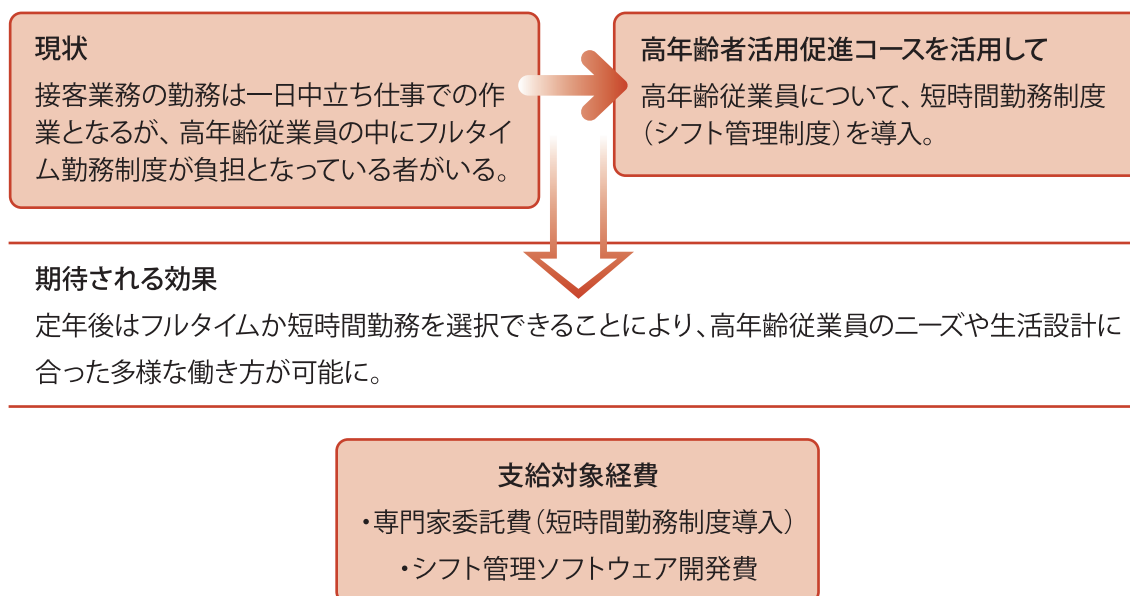 現状
接客業務の勤務は一日中立ち仕事での作
業となるが、高年齢従業員の中にフルタイ
ム勤務制度が負担となっている者がいる。
高年齢者活用促進コースを活用して
高年齢従業員について、短時間勤務制度
（シフト管理制度）を導入。
期待される効果
定年後はフルタイムか短時間勤務を選択できることにより、高年齢従業員のニーズや生活設計に
合った多様な働き方が可能に。
支給対象経費
・専門家委託費（短時間勤務制度導入）
・シフト管理ソフトウェア開発費